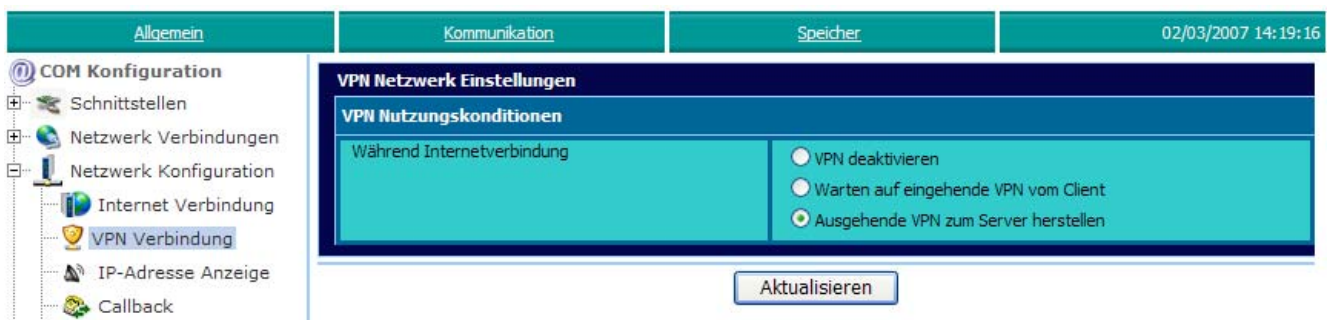 Allgemein
Kommunikation
Speicher
02/03/2007 14:19:16
COM Konfiguration
Schnittstellen
Netzwerk Verbindungen
Netzwerk Konfiguration
Internet Verbindung
VPN Verbindung
IP-Adresse Anzeige
Callback
VPN Netzwerk Einstellungen
VPN Nutzungskonditionen
Während Internetverbindung
VPN deaktivieren
Warten auf eingehende VPN vom Client
Ausgehende VPN zum Server herstellen
Aktualisieren